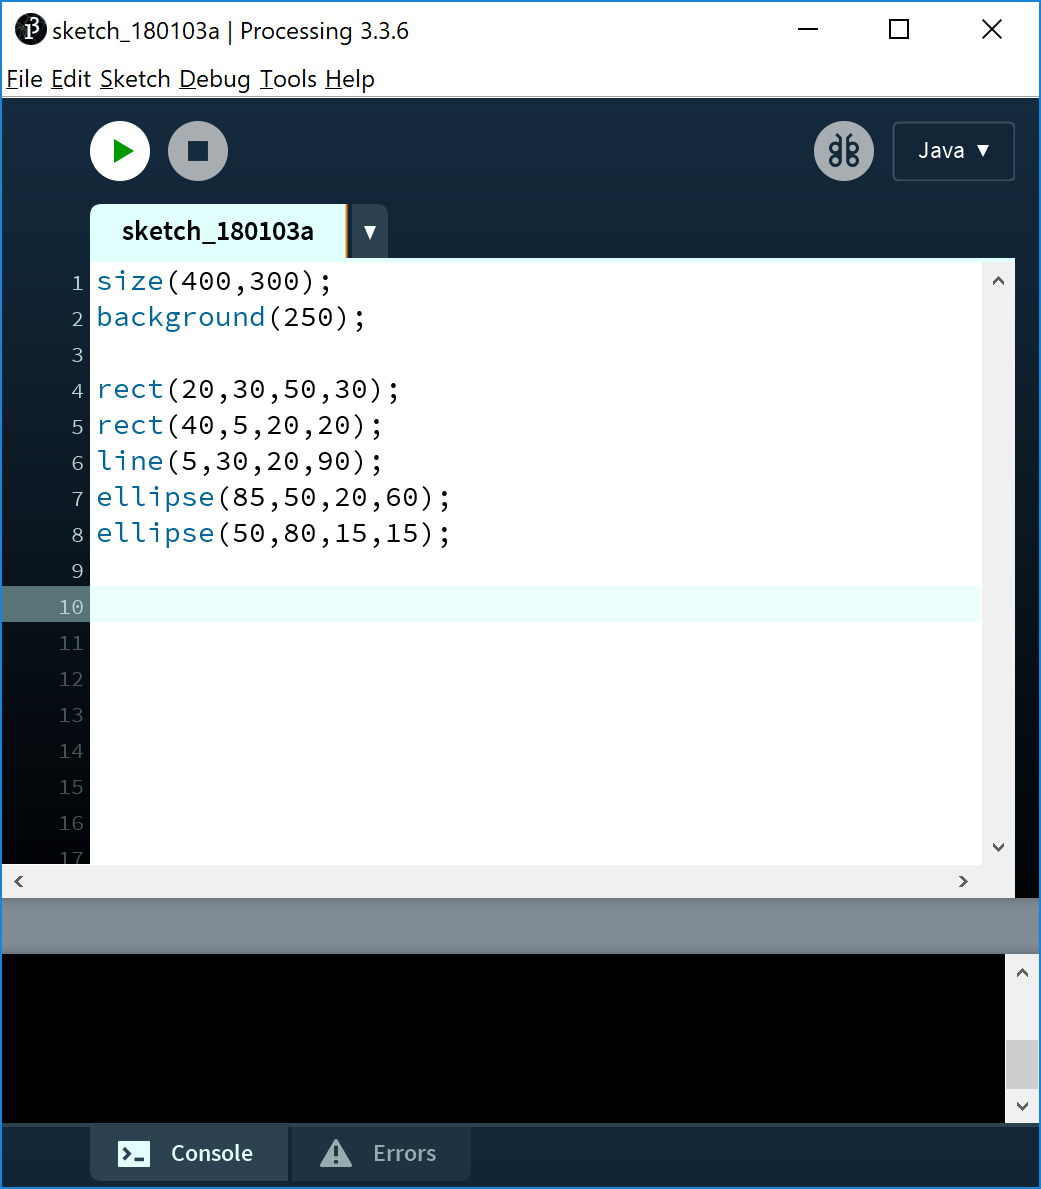 sketch_180103a | Processing 3.3.6
File Edit Sketch Debug Tools Help
Java ▼
sketch_180103a ▼
1 size(400,300);
2 background(250);
3
4 rect(20,30,50,30);
5 rect(40,5,20,20);
6 line(5,30,20,90);
7 ellipse(85,50,20,60);
8 ellipse(50,80,15,15);
9
10
11
12
13
14
15
16
17
Console Errors